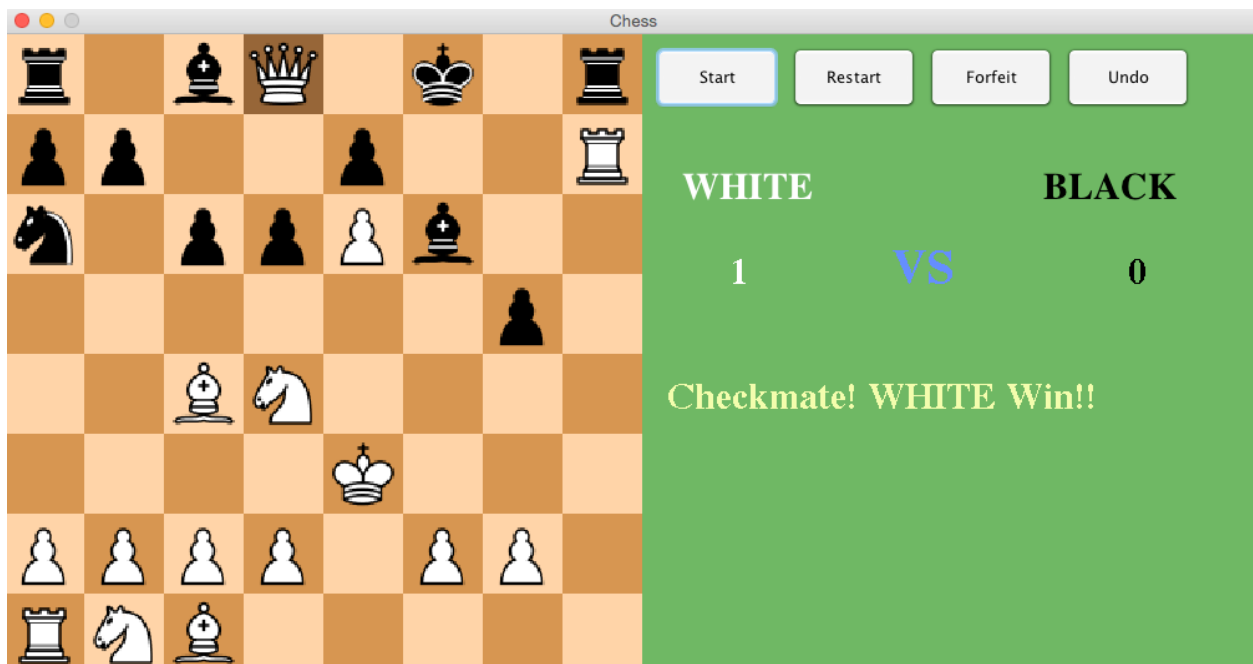 Chess
Start Restart Forfeit Undo
WHITE BLACK
1 VS 0
Checkmate! WHITE Win!!